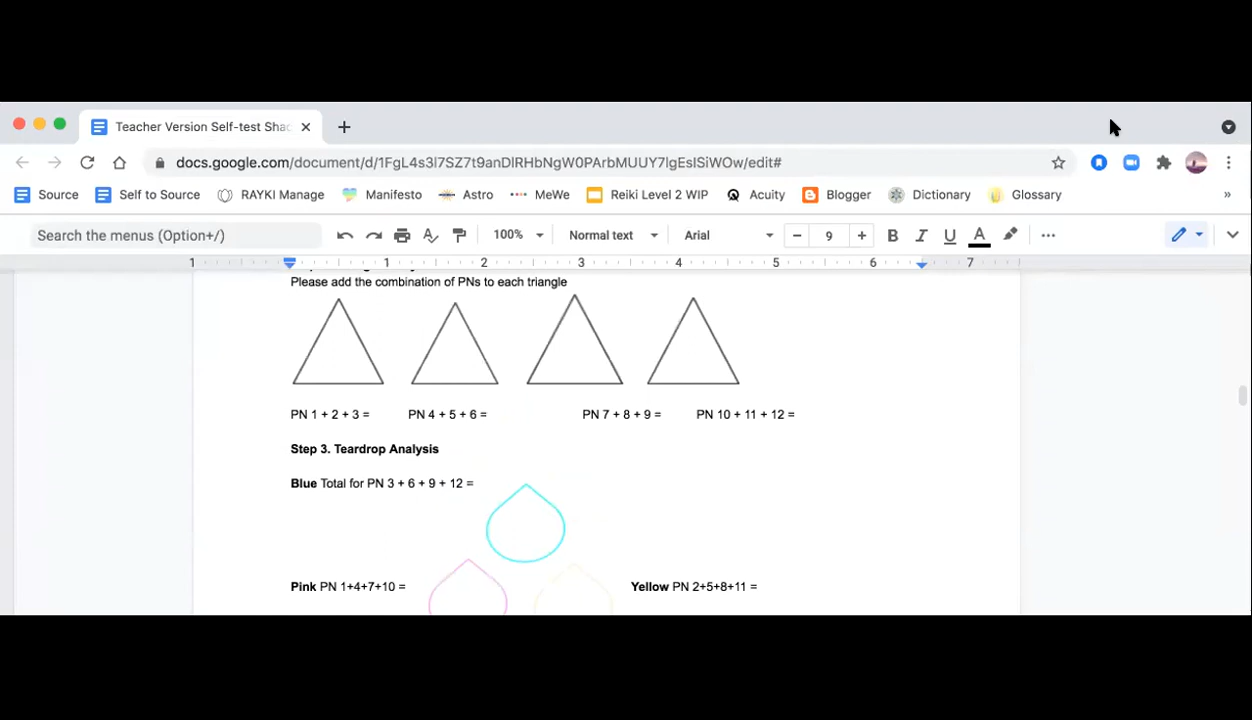 Teacher Version Self-test Sha
docs.google.com/document/d/1FgL4s3l7SZ7t9anDlRHbNgW0PArbMUUY7lgEsISiWOw/edit#
Source Self to Source RAYKI Manage Manifesto Astro MeWe Reiki Level 2 WIP Acuity Blogger Dictionary Glossary »
Search the menus (Option+/) 100% Normal text Arial 9 B I U A
1 1 2 3 4 5 6 7
Please add the combination of PNs to each triangle
PN 1 + 2 + 3 = PN 4 + 5 + 6 = PN 7 + 8 + 9 = PN 10 + 11 + 12 =
Step 3. Teardrop Analysis
Blue Total for PN 3 + 6 + 9 + 12 =
Pink PN 1+4+7+10 = Yellow PN 2+5+8+11 =